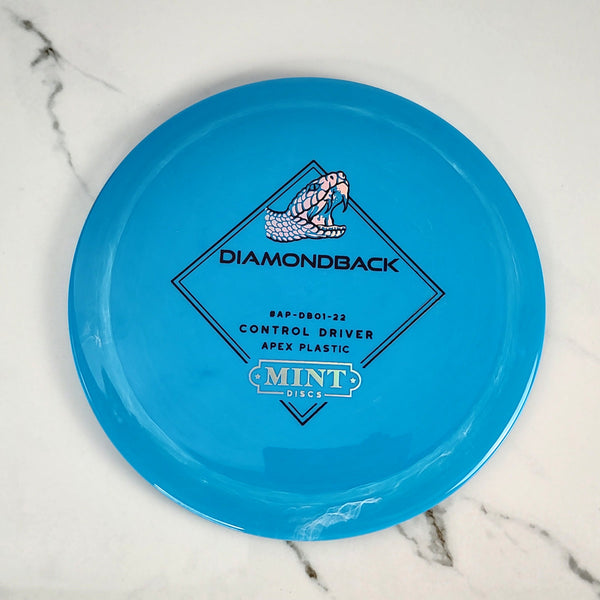 DIAMONDBACK
#AP-DB01-22
CONTROL DRIVER
APEX PLASTIC
MINT
DISCS